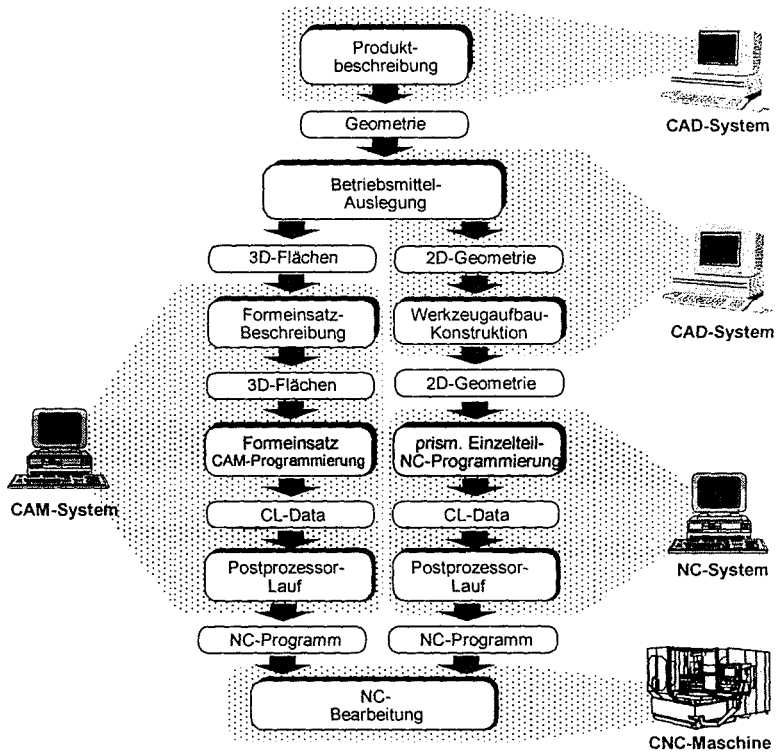 Produkt-
beschreibung
CAD-System
Geometrie
Betriebsmittel-
Auslegung
3D-Flächen
2D-Geometrie
CAD-System
Formeinsatz-
Beschreibung
Werkzeugaufbau-
Konstruktion
3D-Flächen
2D-Geometrie
Formeinsatz
CAM-Programmierung
prism. Einzelteil-
NC-Programmierung
CAM-System
CL-Data
CL-Data
NC-System
Postprozessor-
Lauf
Postprozessor-
Lauf
NC-Programm
NC-Programm
NC-
Bearbeitung
CNC-Maschine